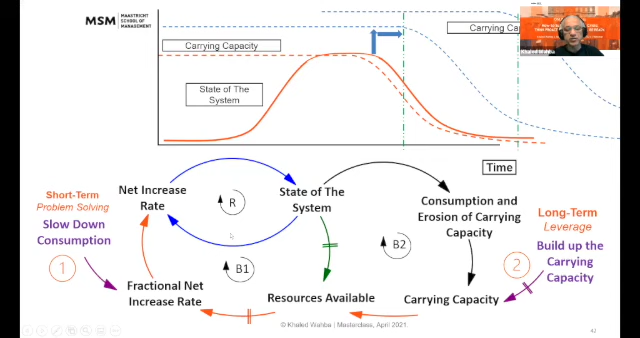 MSM
MAASTRICHT
SCHOOL OF
MANAGEMENT
Carrying Capacity
Carrying Ca
State of The
System
Khaled Wahba
Time
Short-Term
Problem Solving
Slow Down
Consumption
1
Net Increase
Rate
R
State of The
System
Consumption and
Erosion of Carrying
Capacity
Long-Term
Leverage
Build up the
Carrying
Capacity
2
B1
B2
Fractional Net
Increase Rate
Resources Available
Carrying Capacity
© Khaled Wahba | Masterclass, April 2021
42